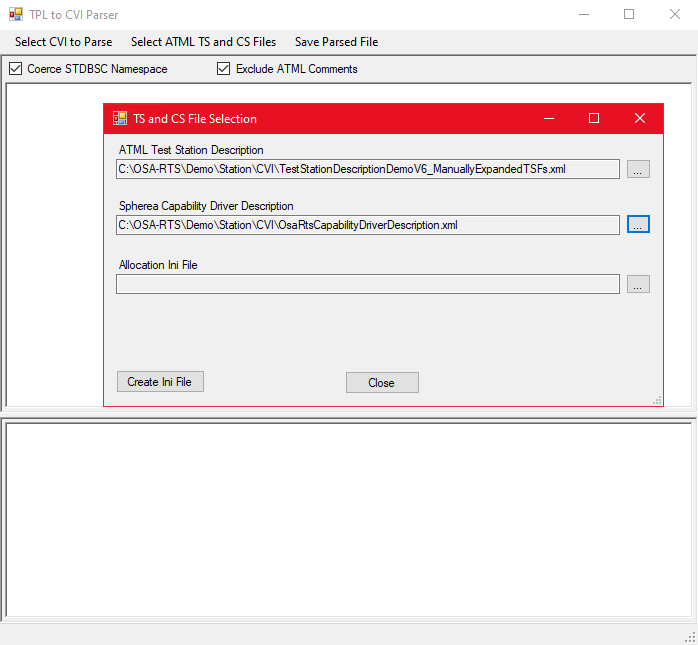 TPL to CVI Parser
Select CVI to Parse Select ATML TS and CS Files Save Parsed File
Coerce STDBSC Namespace Exclude ATML Comments
TS and CS File Selection
ATML Test Station Description
C:\OSA-RTS\Demo\Station\CVI\TestStationDescriptionDemoV6_ManuallyExpandedTSFs.xml ...
Spherea Capability Driver Description
C:\OSA-RTS\Demo\Station\CVI\OsaRtsCapabilityDriverDescription.xml ...
Allocation Ini File
...
Create Ini File Close